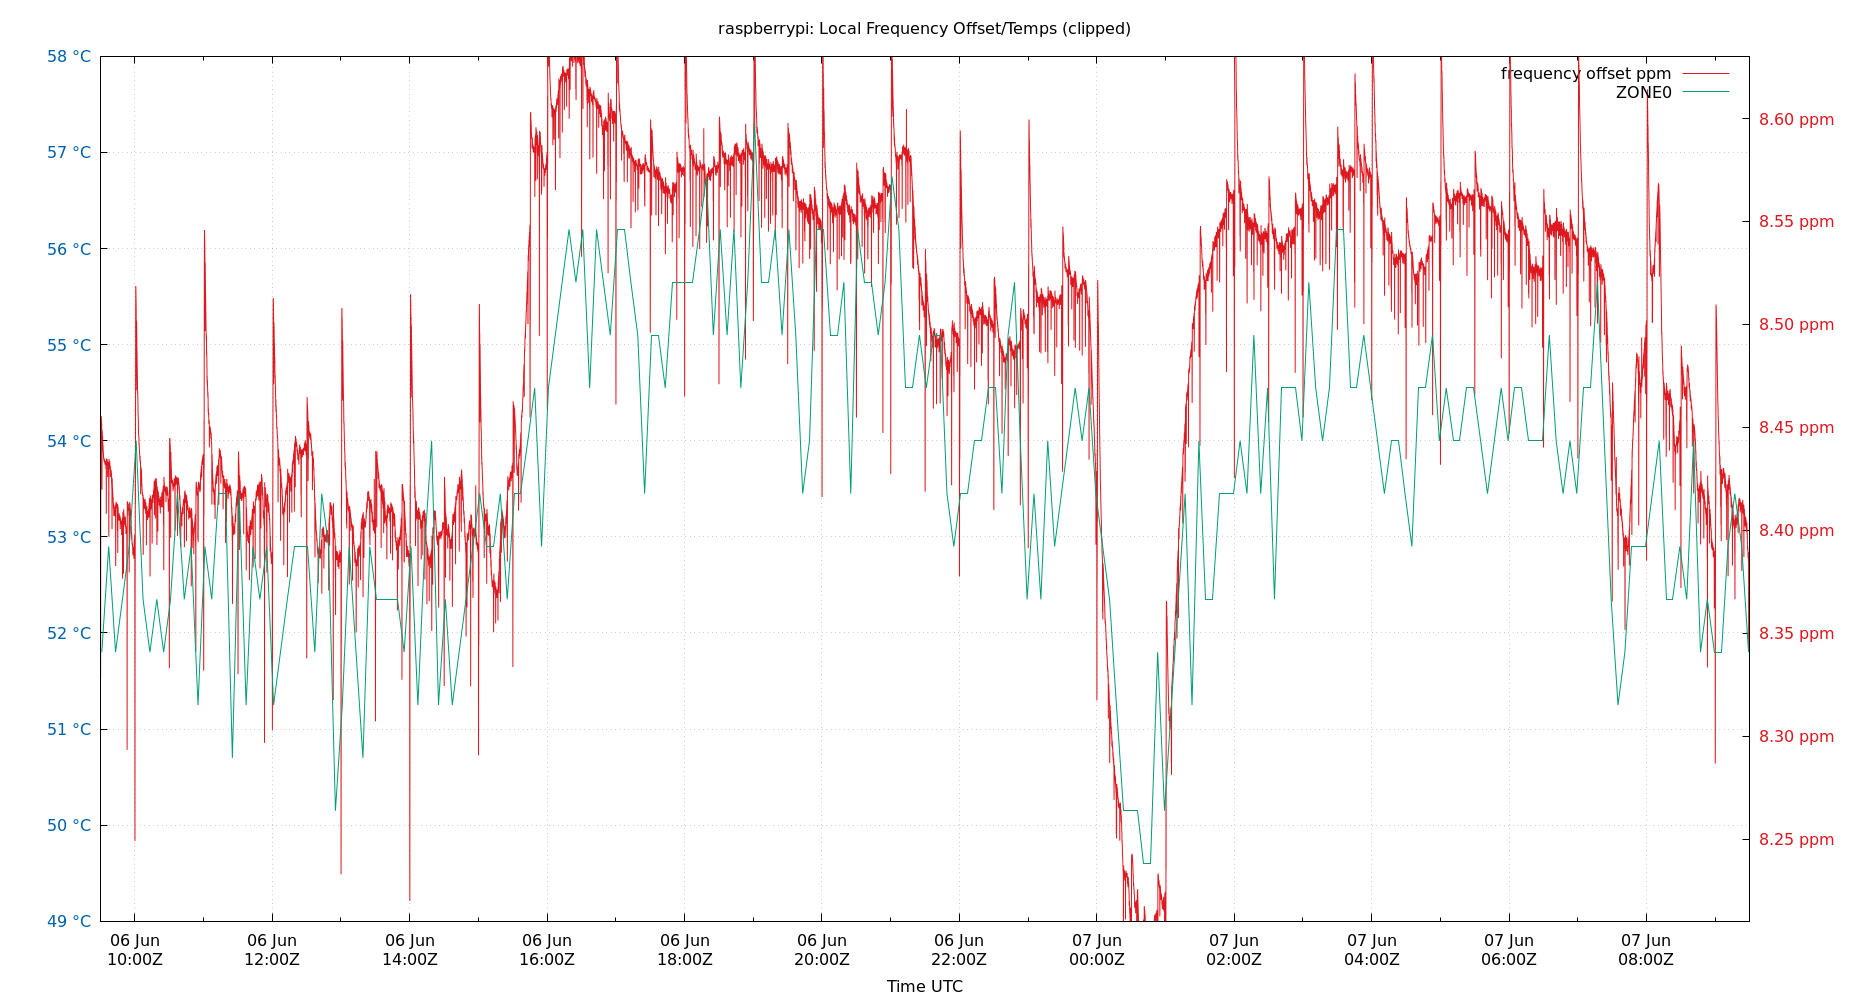 raspberrypi: Local Frequency Offset/Temps (clipped)
58 °C
57 °C
56 °C
55 °C
54 °C
53 °C
52 °C
51 °C
50 °C
49 °C
frequency offset ppm
ZONE0
8.60 ppm
8.55 ppm
8.50 ppm
8.45 ppm
8.40 ppm
8.35 ppm
8.30 ppm
8.25 ppm
06 Jun
10:00Z
06 Jun
12:00Z
06 Jun
14:00Z
06 Jun
16:00Z
06 Jun
18:00Z
06 Jun
20:00Z
06 Jun
22:00Z
07 Jun
00:00Z
07 Jun
02:00Z
07 Jun
04:00Z
07 Jun
06:00Z
07 Jun
08:00Z
Time UTC